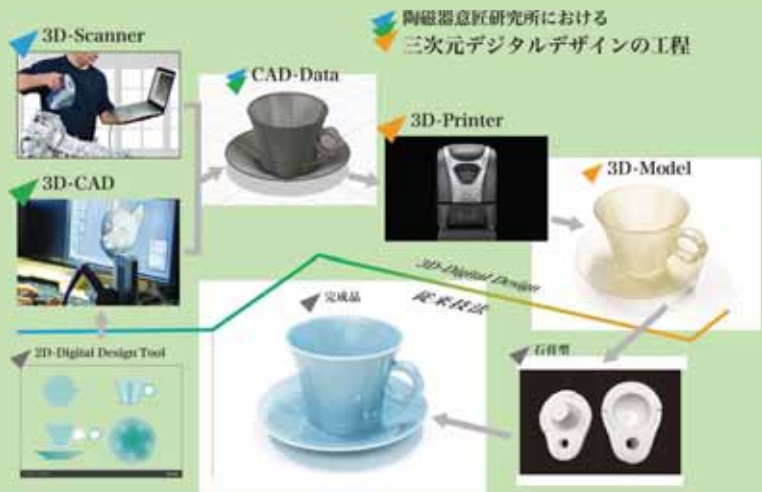 陶磁器意匠研究所における
三次元デジタルデザインの工程
3D-Scanner
CAD-Data
3D-Printer
3D-Model
3D-CAD
3D-Digital Design
従来技法
完成品
2D-Digital Design Tool
石膏型